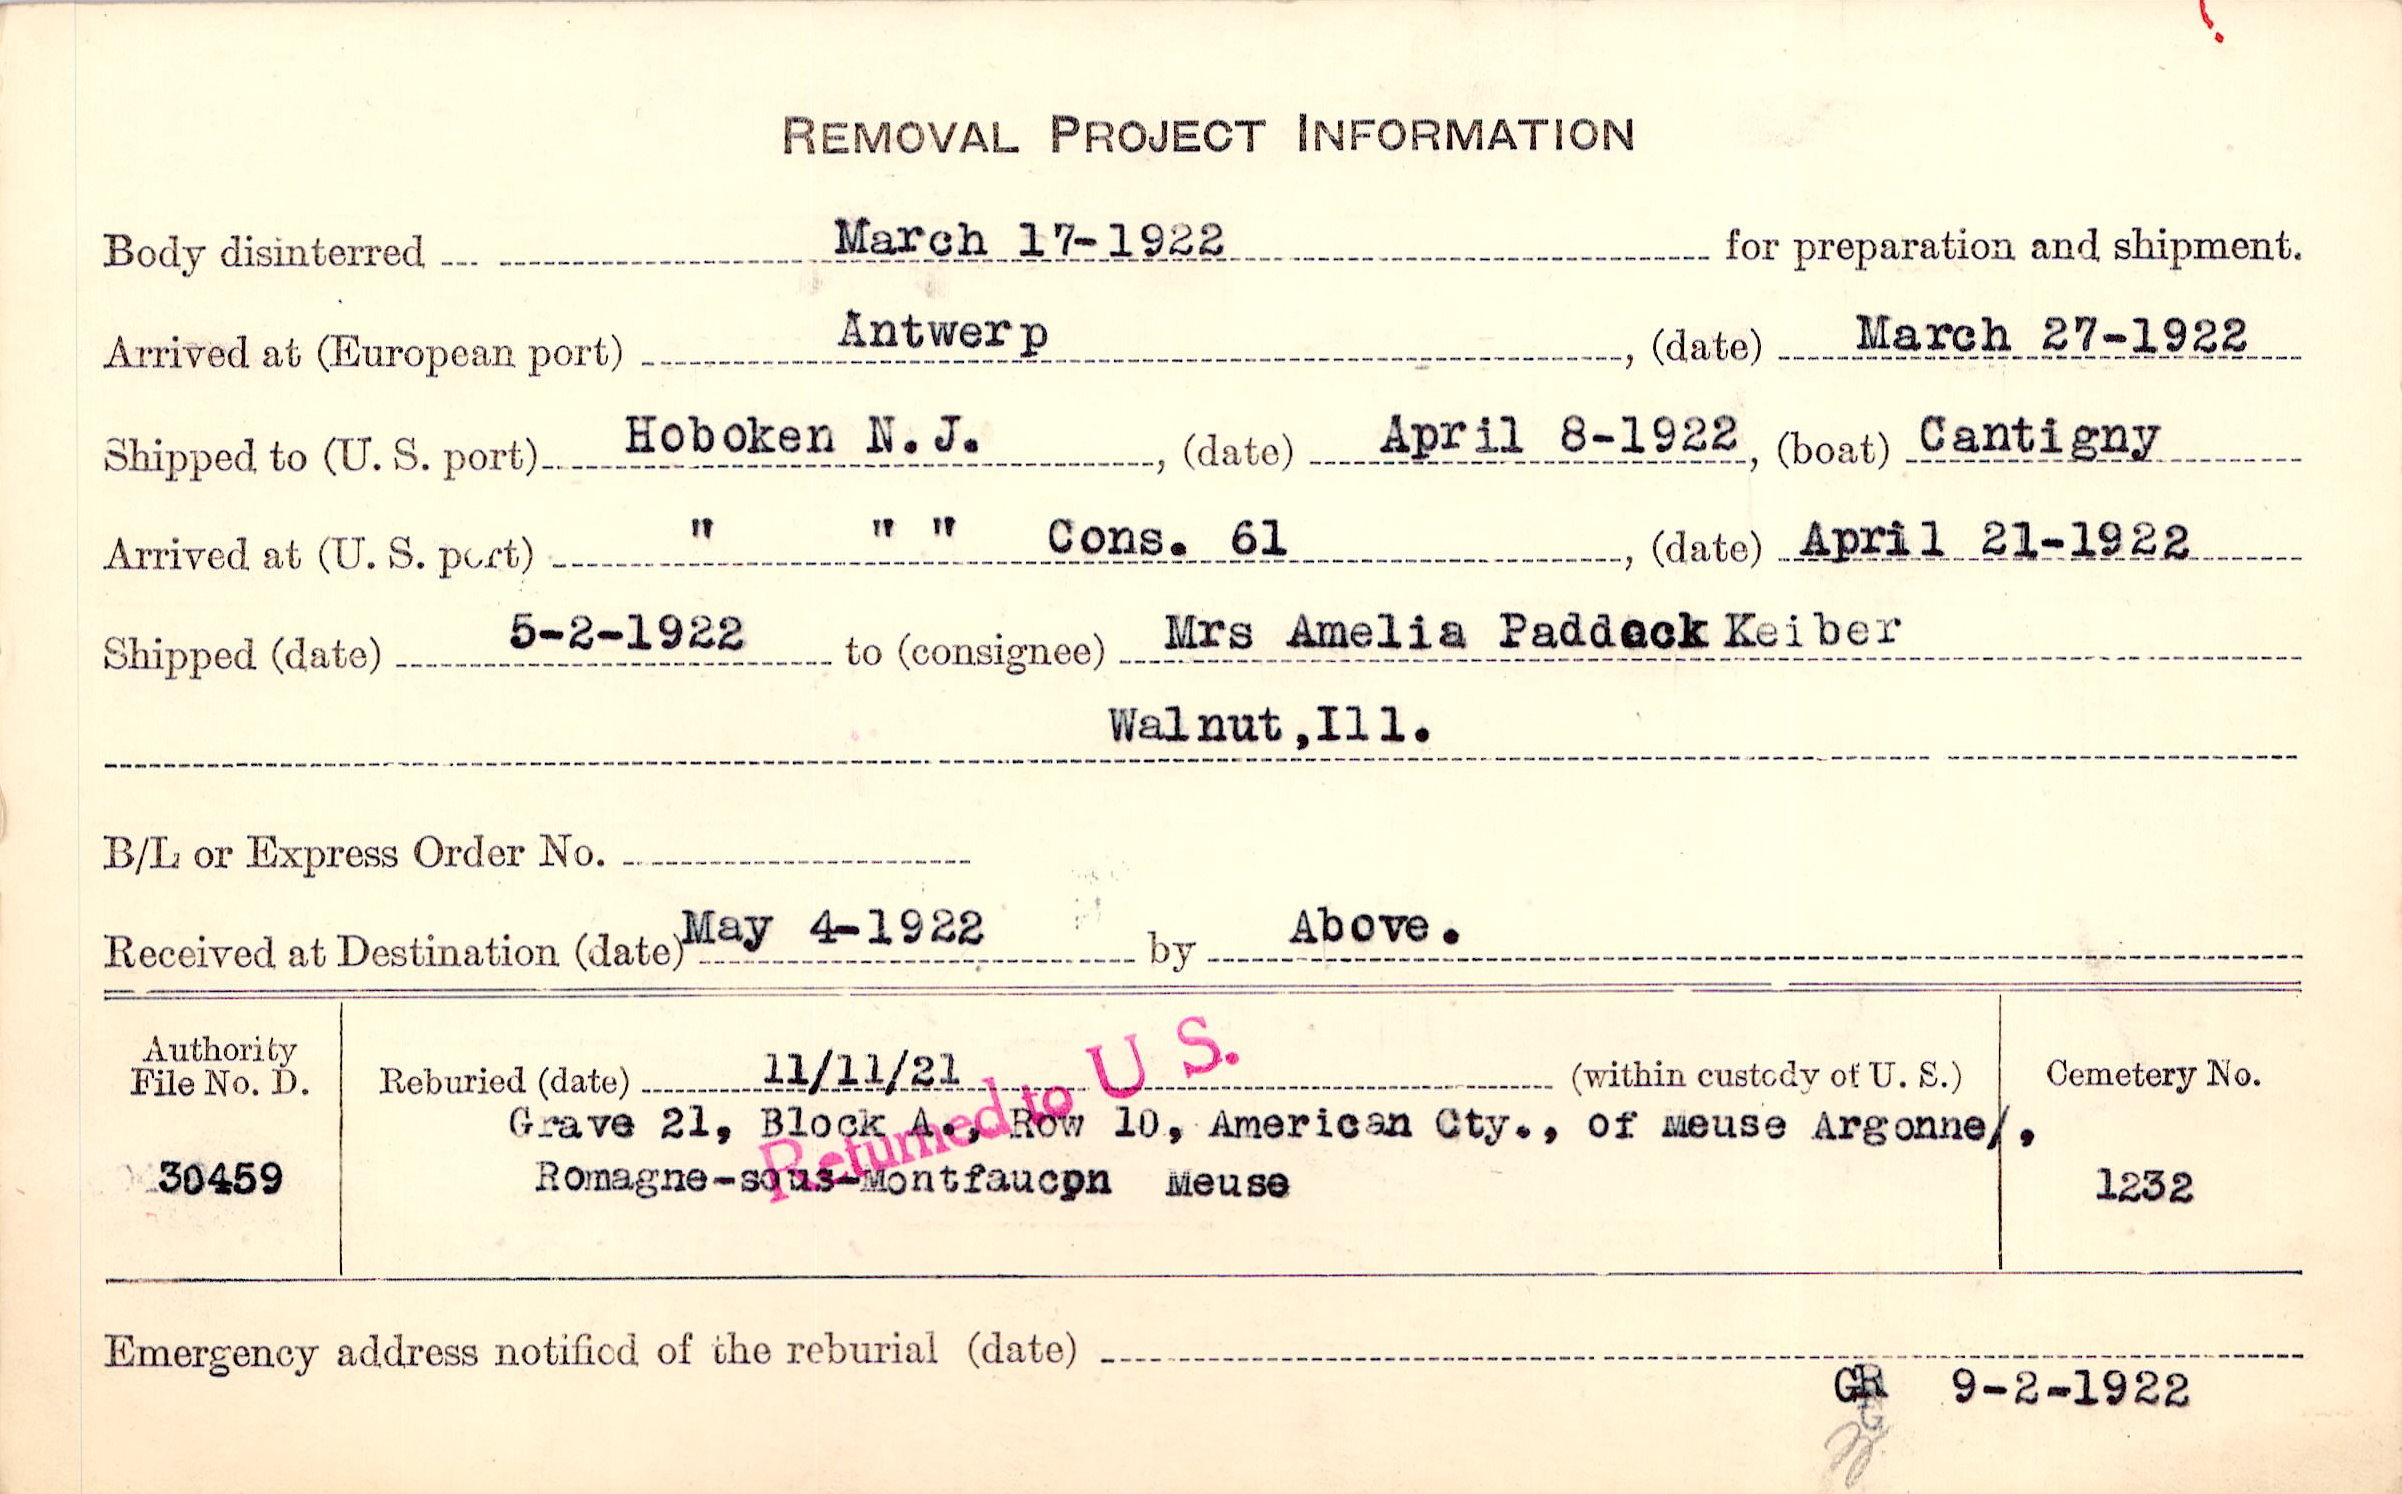 REMOVAL PROJECT INFORMATION
Body disinterred March 17-1922 for preparation and shipment.
Arrived at (European port) Antwerp , (date) March 27-1922
Shipped to (U. S. port) Hoboken N.J. , (date) April 8-1922 , (boat) Cantigny
Arrived at (U. S. port) " " " Cons. 61 , (date) April 21-1922
Shipped (date) 5-2-1922 to (consignee) Mrs Amelia Paddock Keiber
Walnut,Ill.
B/L or Express Order No.
Received at Destination (date) May 4-1922 by Above.
Authority
File No. D.
30459
Reburied (date) 11/11/21 (within custody of U. S.)
Grave 21, Block A., Row 10, American Cty., of Meuse Argonne/,
Romagne-sous-Montfaucon Meuse
Returned to U S.
Cemetery No.
1232
Emergency address notified of the reburial (date)
GR 9-2-1922